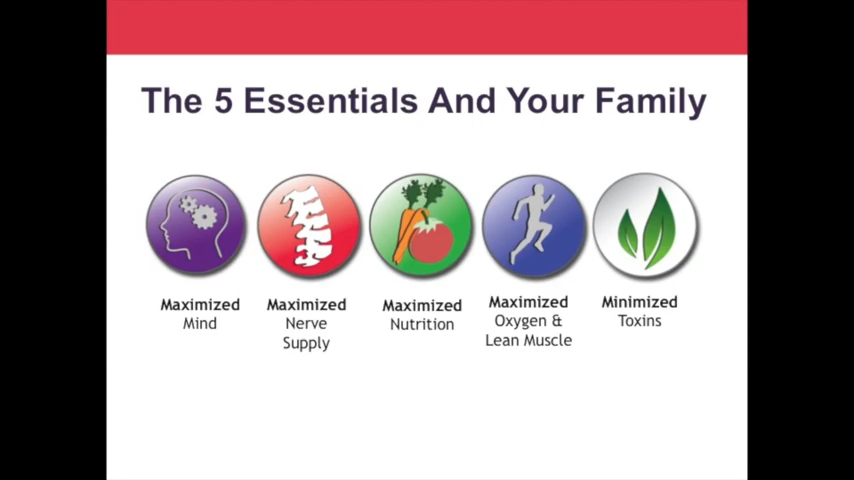 The 5 Essentials And Your Family
Maximized
Mind
Maximized
Nerve
Supply
Maximized
Nutrition
Maximized
Oxygen &
Lean Muscle
Minimized
Toxins